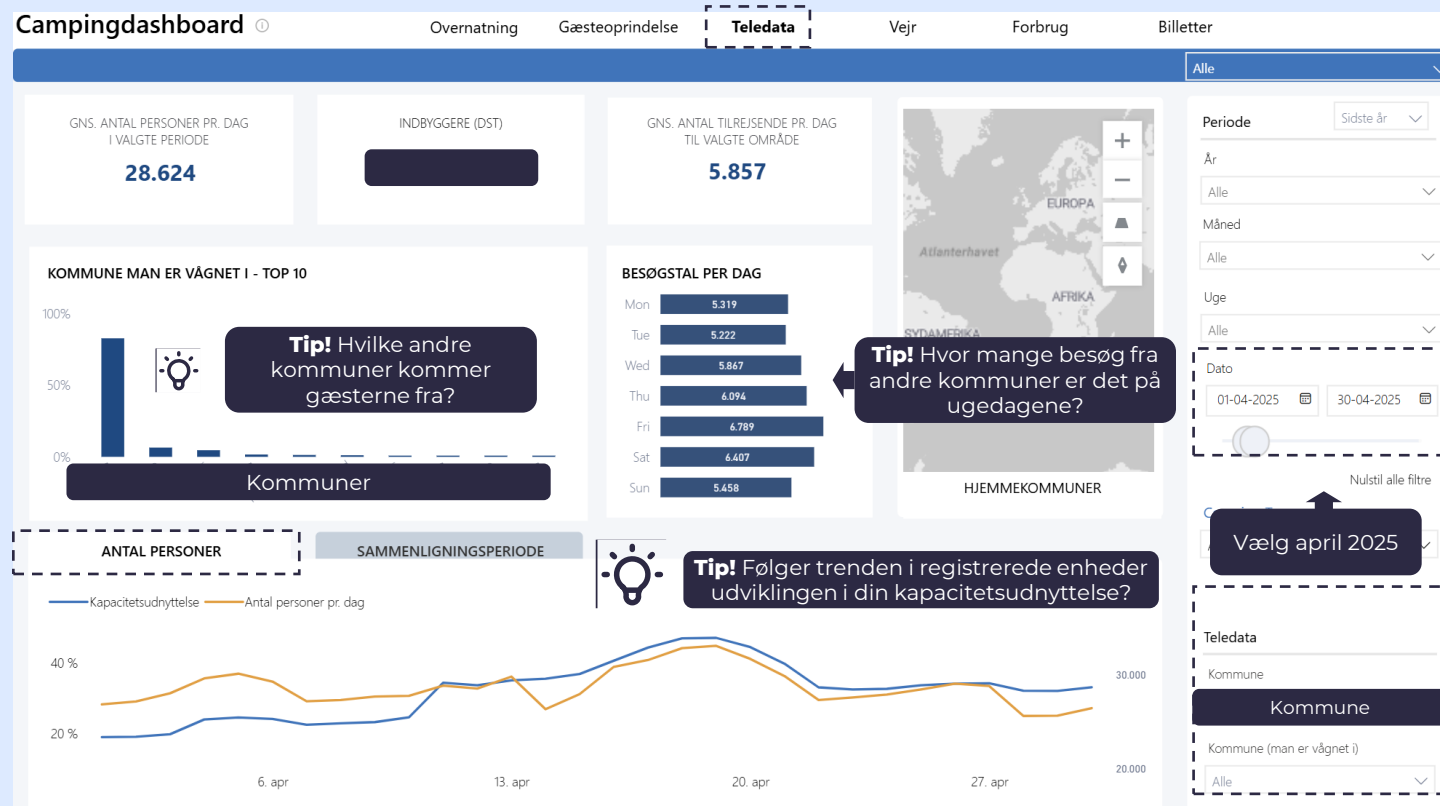 Campingdashboard
Overnatning
Gæsteoprindelse
Teledata
Vejr
Forbrug
Billetter
Alle
GNS. ANTAL PERSONER PR. DAG
I VALGTE PERIODE
28.624
INDBYGGERE (DST)
GNS. ANTAL TILREJSENDE PR. DAG
TIL VALGTE OMRÅDE
5.857
EUROPA
Atlanterhavet
AFRIKA
SYDAMERIKA
HJEMMEKOMMUNER
KOMMUNE MAN ER VÅGNET I - TOP 10
100%
50%
0%
Tip! Hvilke andre
kommuner kommer
gæsterne fra?
Kommuner
BESØGSTAL PER DAG
Mon 5.319
Tue 5.222
Wed 5.867
Thu 6.094
Fri 6.789
Sat 6.407
Sun 5.458
Tip! Hvor mange besøg fra
andre kommuner er det på
ugedagene?
Periode
Sidste år
År
Alle
Måned
Alle
Uge
Alle
Dato
01-04-2025
30-04-2025
Nulstil alle filtre
Vælg april 2025
Teledata
Kommune
Kommune
Kommune (man er vågnet i)
Alle
ANTAL PERSONER
SAMMENLIGNINGSPERIODE
Tip! Følger trenden i registrerede enheder
udviklingen i din kapacitetsudnyttelse?
Kapacitetsudnyttelse
Antal personer pr. dag
40 %
20 %
30.000
20.000
6. apr
13. apr
20. apr
27. apr